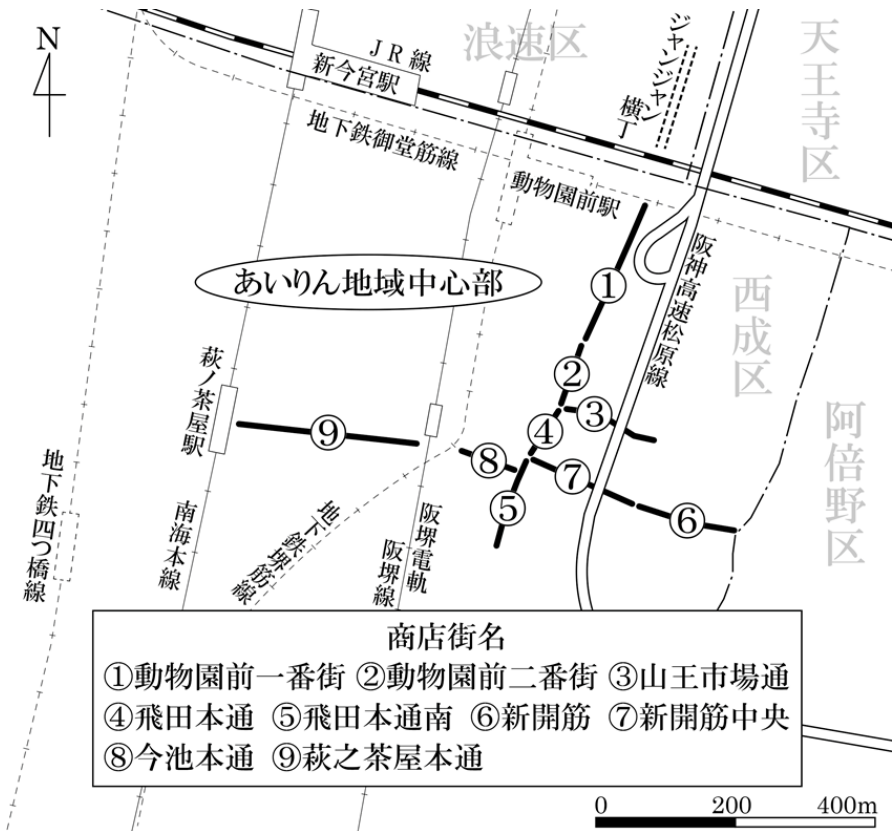 N
JR線
新今宮駅
浪速区
ジャンジャン
横丁
天王寺区
地下鉄御堂筋線
動物園前駅
あいりん地域中心部
①
阪神高速松原線
西成区
萩ノ茶屋駅
②
③
④
⑨
⑧
⑦
⑤
⑥
阿倍野区
地下鉄四つ橋線
南海本線
地下鉄堺筋線
阪堺電軌
阪堺線
商店街名
①動物園前一番街 ②動物園前二番街 ③山王市場通
④飛田本通 ⑤飛田本通南 ⑥新開筋 ⑦新開筋中央
⑧今池本通 ⑨萩之茶屋本通
0 200 400m